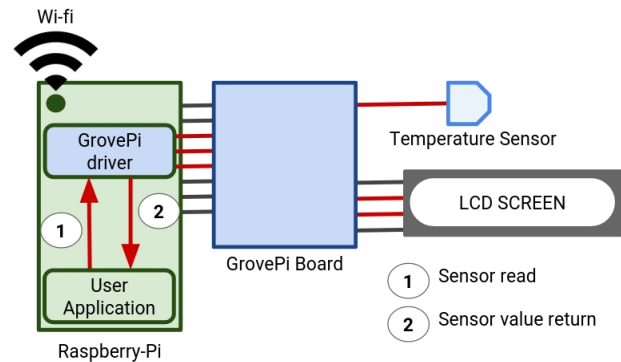 Wi-fi
GrovePi
driver
1
2
User
Application
Raspberry-Pi
GrovePi Board
Temperature Sensor
LCD SCREEN
1 Sensor read
2 Sensor value return